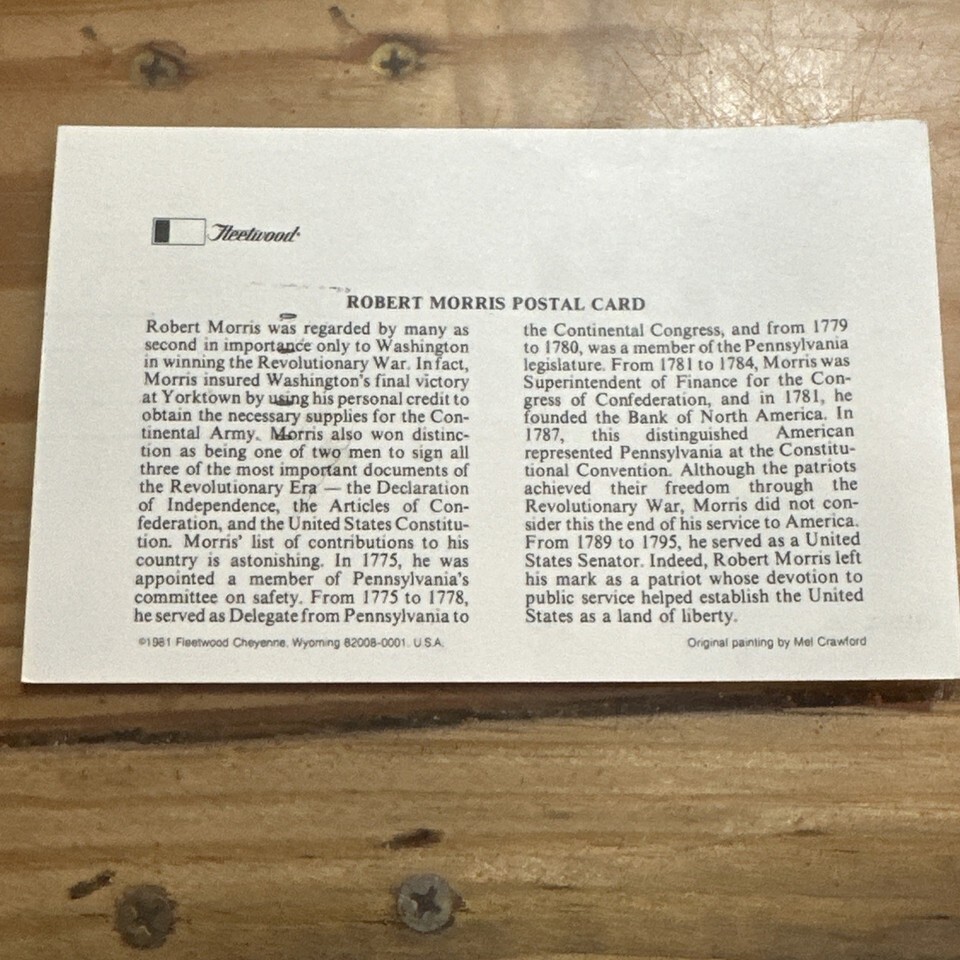 Fleetwood®
ROBERT MORRIS POSTAL CARD
Robert Morris was regarded by many as
second in importance only to Washington
in winning the Revolutionary War. In fact,
Morris insured Washington's final victory
at Yorktown by using his personal credit to
obtain the necessary supplies for the Con-
tinental Army. Morris also won distinc-
tion as being one of two men to sign all
three of the most important documents of
the Revolutionary Era — the Declaration
of Independence, the Articles of Con-
federation, and the United States Constitu-
tion. Morris' list of contributions to his
country is astonishing. In 1775, he was
appointed a member of Pennsylvania's
committee on safety. From 1775 to 1778,
he served as Delegate from Pennsylvania to
the Continental Congress, and from 1779
to 1780, was a member of the Pennsylvania
legislature. From 1781 to 1784, Morris was
Superintendent of Finance for the Con-
gress of Confederation, and in 1781, he
founded the Bank of North America. In
1787, this distinguished American
represented Pennsylvania at the Constitu-
tional Convention. Although the patriots
achieved their freedom through the
Revolutionary War, Morris did not con-
sider this the end of his service to America.
From 1789 to 1795, he served as a United
States Senator. Indeed, Robert Morris left
his mark as a patriot whose devotion to
public service helped establish the United
States as a land of liberty.
©1981 Fleetwood Cheyenne, Wyoming 82008-0001. U.S.A.
Original painting by Mel Crawford